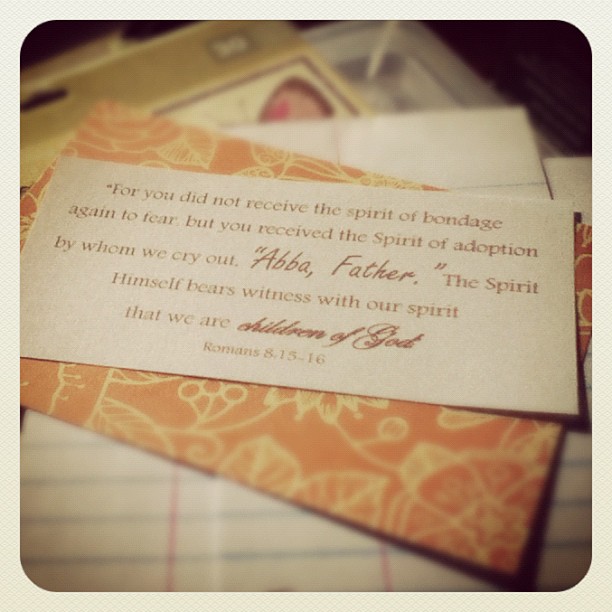 "For you did not receive the spirit of bondage
again to fear, but you received the Spirit of adoption
by whom we cry out, "Abba, Father." The Spirit
Himself bears witness with our spirit
that we are children of God.
Romans 8:15-16